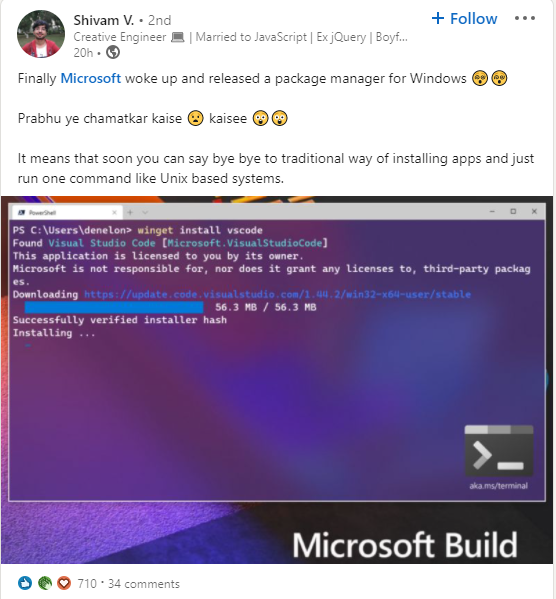 Shivam V. • 2nd
+ Follow
Creative Engineer 💻 | Married to JavaScript | Ex jQuery | Boyf...
20h •
Finally Microsoft woke up and released a package manager for Windows 😵😵
Prabhu ye chamatkar kaise 😧 kaisee 😲😲
It means that soon you can say bye bye to traditional way of installing apps and just
run one command like Unix based systems.
PowerShell
PS C:\Users\denelon> winget install vscode
Found Visual Studio Code [Microsoft.VisualStudioCode]
This application is licensed to you by its owner.
Microsoft is not responsible for, nor does it grant any licenses to, third-party packag
es.
Downloading https://update.code.visualstudio.com/1.44.2/win32-x64-user/stable
56.3 MB / 56.3 MB
Successfully verified installer hash
Installing ...
aka.ms/terminal
Microsoft Build
710 • 34 comments